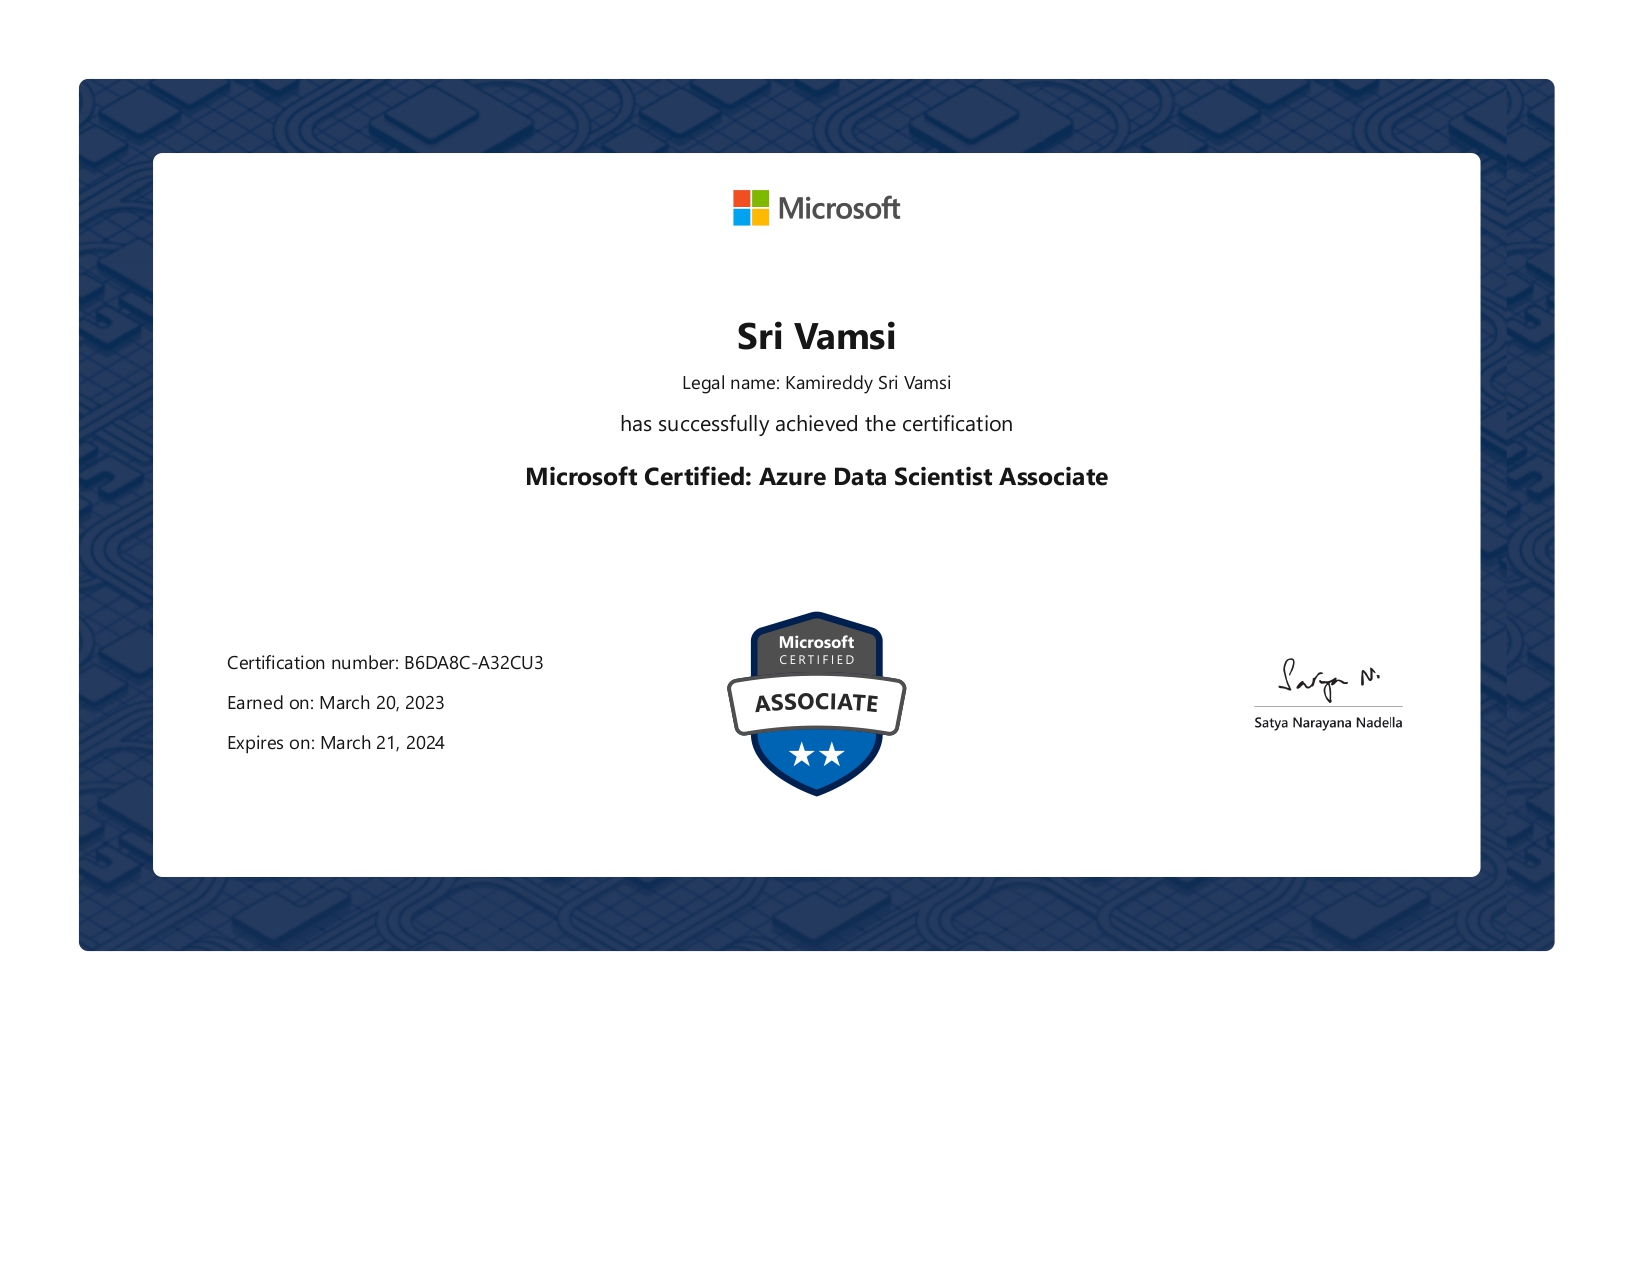 Microsoft
Sri Vamsi
Legal name: Kamireddy Sri Vamsi
has successfully achieved the certification
Microsoft Certified: Azure Data Scientist Associate
Certification number: B6DA8C-A32CU3
Earned on: March 20, 2023
Expires on: March 21, 2024
Microsoft
CERTIFIED
ASSOCIATE
Satya N.
Satya Narayana Nadella